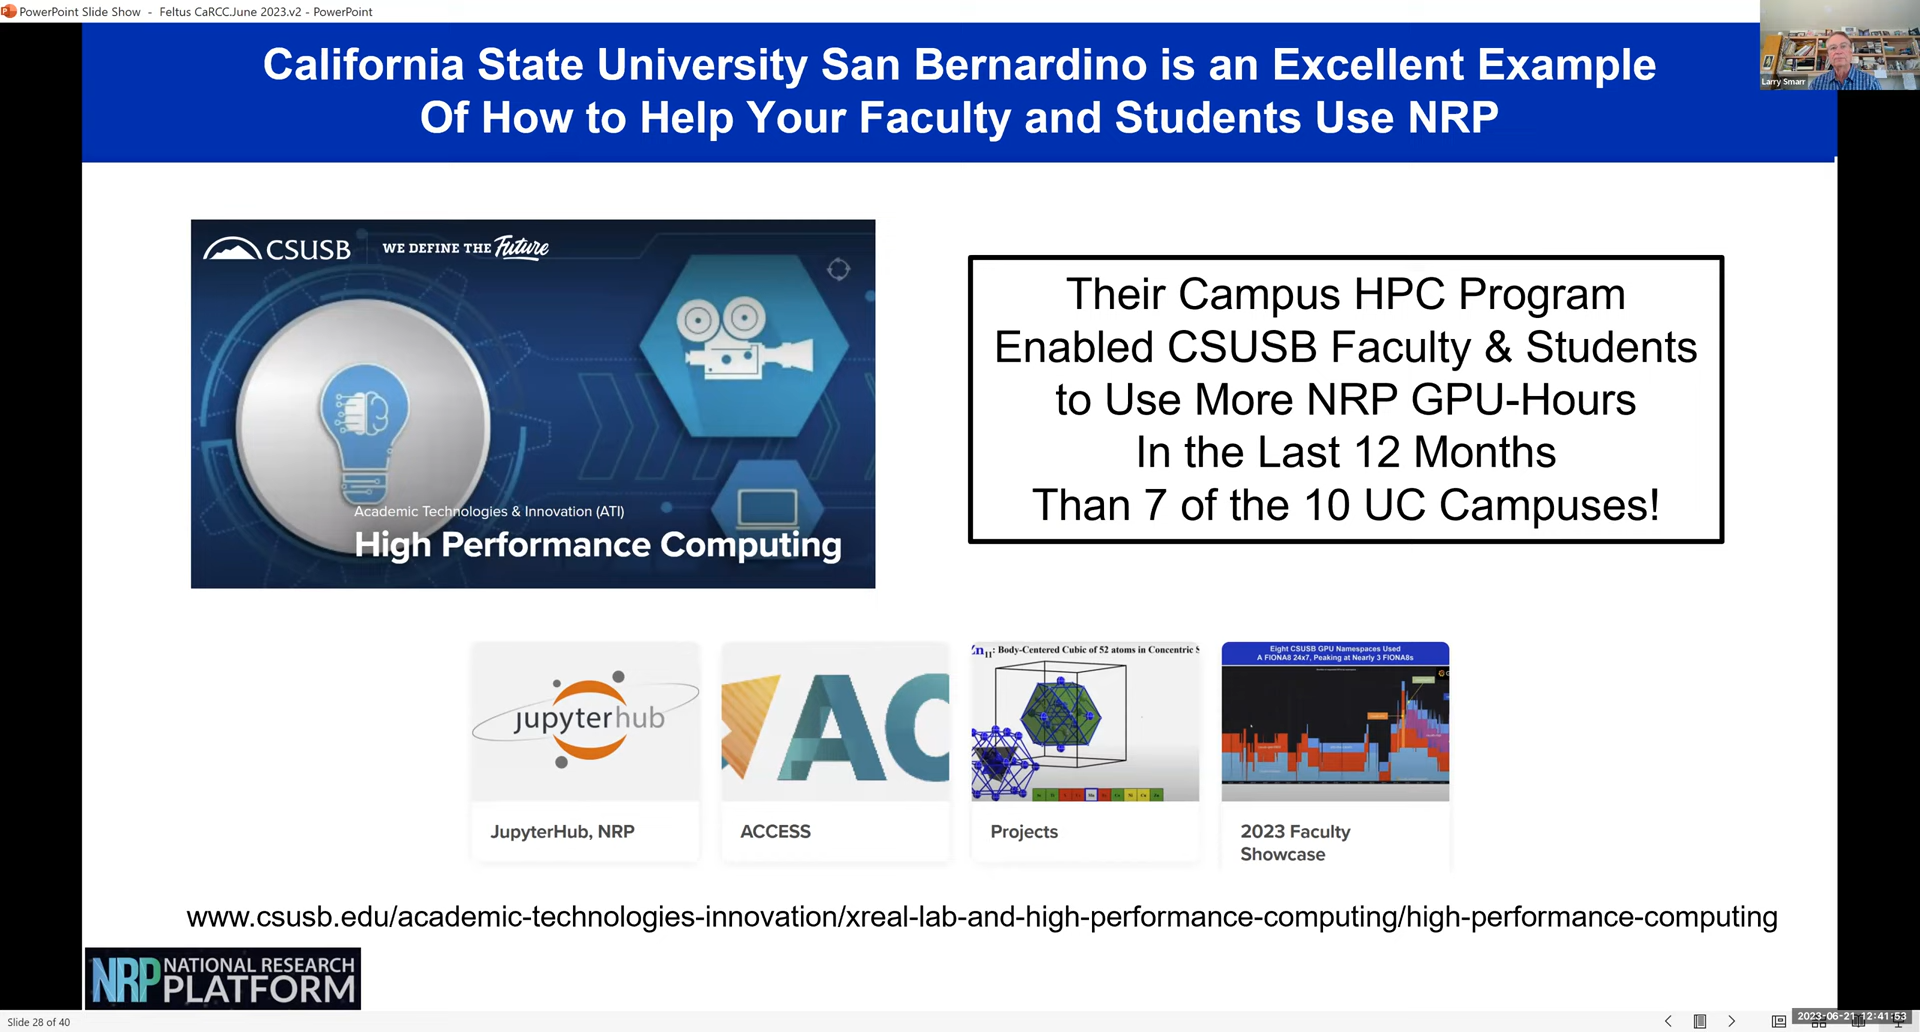 PowerPoint Slide Show - Feltus CaRCC.June 2023.v2 - PowerPoint
Larry Smarr
California State University San Bernardino is an Excellent Example
Of How to Help Your Faculty and Students Use NRP
CSUSB WE DEFINE THE Future
Academic Technologies & Innovation (ATI)
High Performance Computing
Their Campus HPC Program
Enabled CSUSB Faculty & Students
to Use More NRP GPU-Hours
In the Last 12 Months
Than 7 of the 10 UC Campuses!
jupyterhub
JupyterHub, NRP
AC
ACCESS
Zn11: Body-Centered Cubic of 52 atoms in Concentric S
Projects
Eight CSUSB GPU Namespaces Used
A FIONA8 24x7, Peaking at Nearly 3 FIONA8s
2023 Faculty
Showcase
www.csusb.edu/academic-technologies-innovation/xreal-lab-and-high-performance-computing/high-performance-computing
NRP NATIONAL RESEARCH
PLATFORM
Slide 28 of 40
2023-06-21 12:41:53